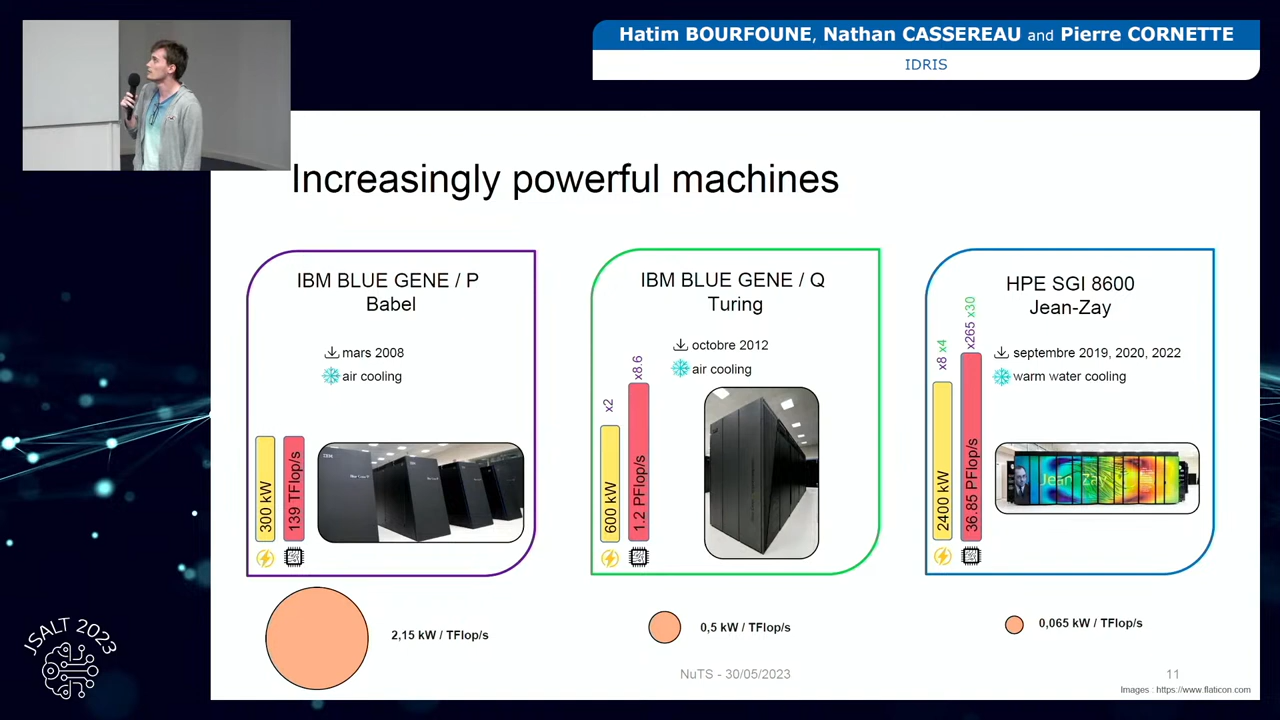 Hatim BOURFOUNE, Nathan CASSEREAU and Pierre CORNETTE
IDRIS
Increasingly powerful machines
IBM BLUE GENE / P
Babel
mars 2008
air cooling
300 kW
139 TFlop/s
2,15 kW / TFlop/s
IBM BLUE GENE / Q
Turing
octobre 2012
air cooling
x2
x8.6
600 kW
1.2 PFlop/s
0,5 kW / TFlop/s
HPE SGI 8600
Jean-Zay
septembre 2019, 2020, 2022
warm water cooling
x8 x4
x265 x30
2400 kW
36.85 PFlop/s
Jean Zay
0,065 kW / TFlop/s
JSALT 2023
NuTS - 30/05/2023
11
Images : https://www.flaticon.com